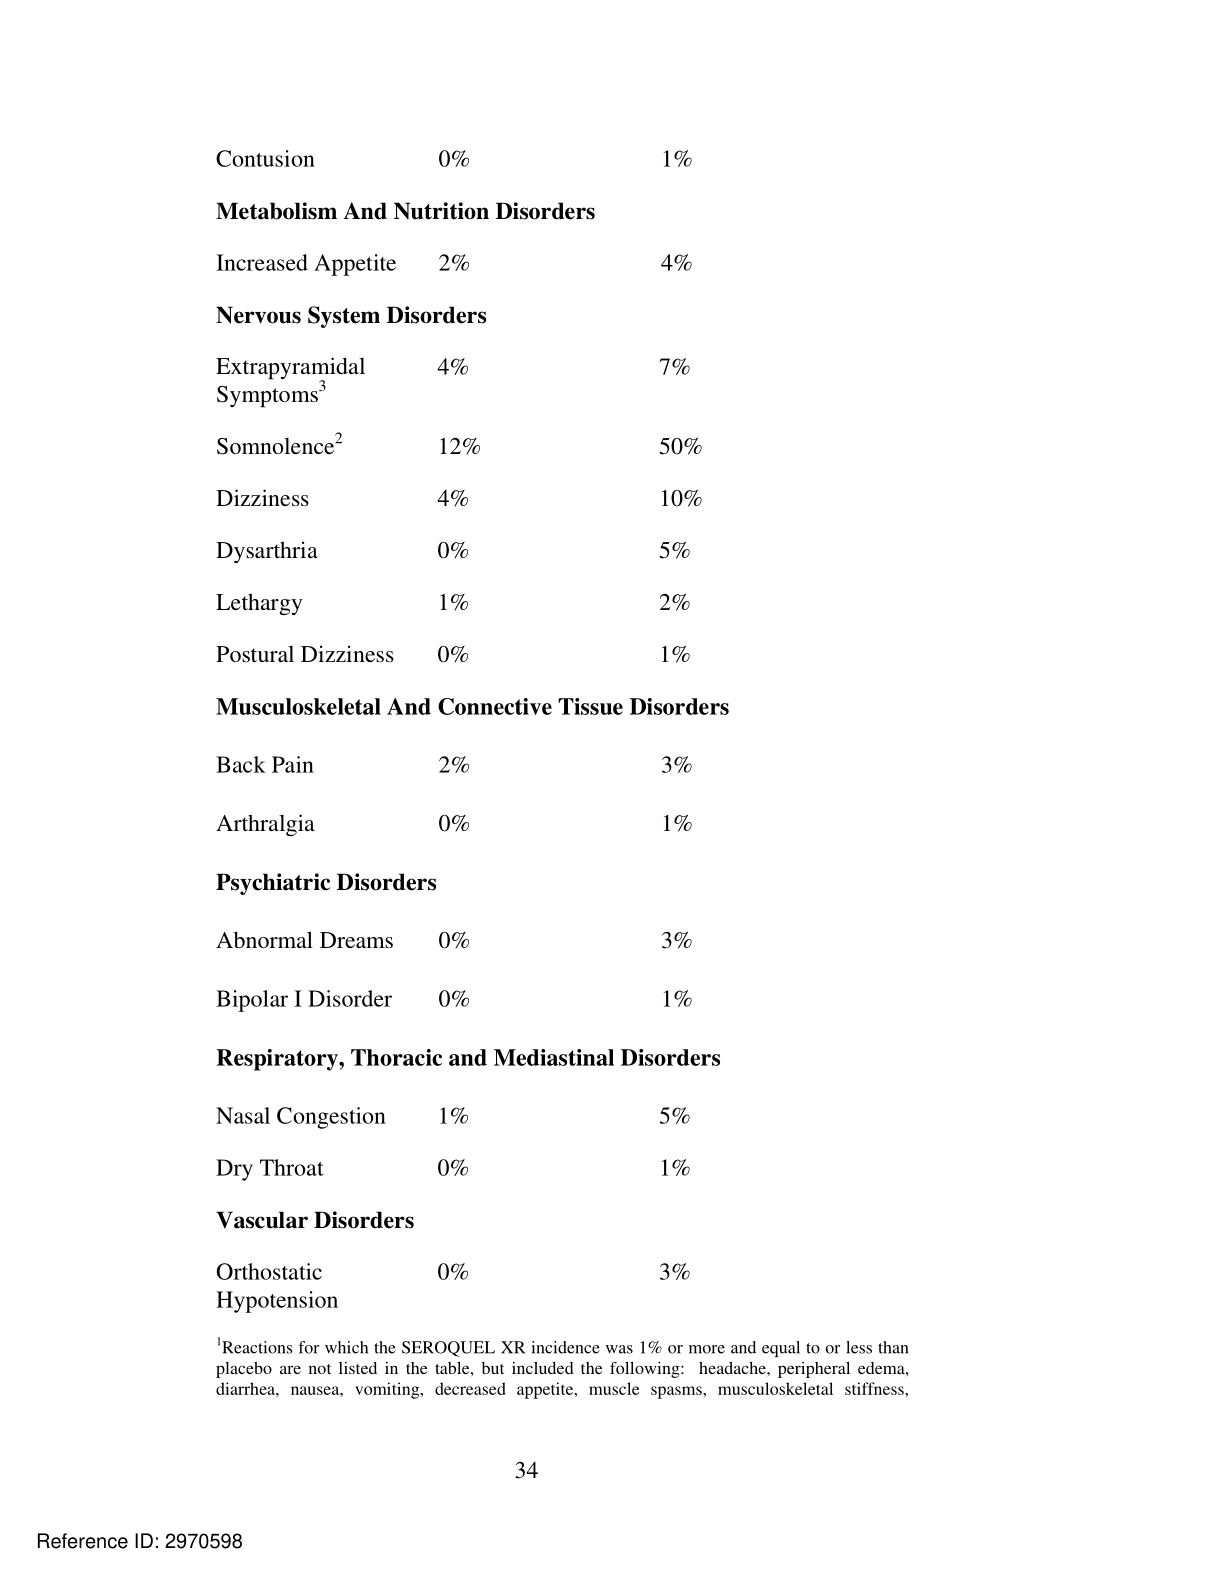 Contusion 0% 1%
Metabolism And Nutrition Disorders
Increased Appetite 2% 4%
Nervous System Disorders
Extrapyramidal 4% 7%
Symptoms3
Somnolence2 12% 50%
Dizziness 4% 10%
Dysarthria 0% 5%
Lethargy 1% 2%
Postural Dizziness 0% 1%
Musculoskeletal And Connective Tissue Disorders
Back Pain 2% 3%
Arthralgia 0% 1%
Psychiatric Disorders
Abnormal Dreams 0% 3%
Bipolar I Disorder 0% 1%
Respiratory, Thoracic and Mediastinal Disorders
Nasal Congestion 1% 5%
Dry Throat 0% 1%
Vascular Disorders
Orthostatic 0% 3%
Hypotension
1Reactions for which the SEROQUEL XR incidence was 1% or more and equal to or less than
placebo are not listed in the table, but included the following: headache, peripheral edema,
diarrhea, nausea, vomiting, decreased appetite, muscle spasms, musculoskeletal stiffness,
34
Reference ID: 2970598